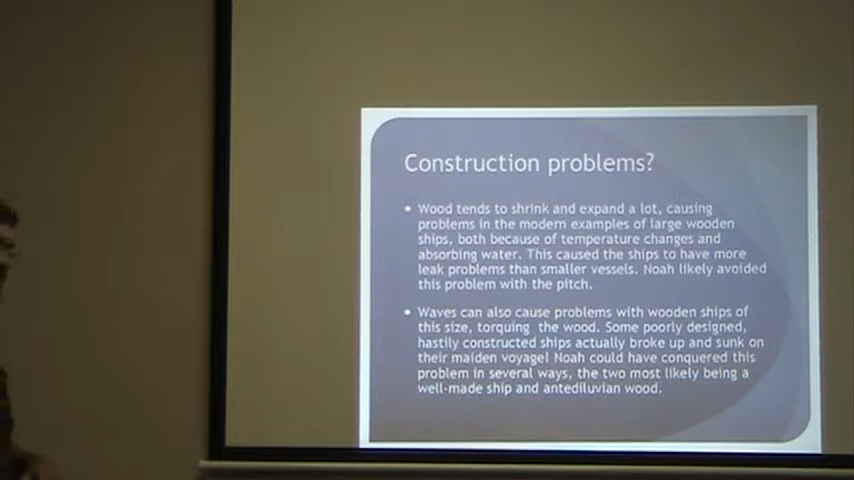 Construction problems?
• Wood tends to shrink and expand a lot, causing
problems in the modern examples of large wooden
ships, both because of temperature changes and
absorbing water. This caused the ships to have more
leak problems than smaller vessels. Noah likely avoided
this problem with the pitch.
• Waves can also cause problems with wooden ships of
this size, torquing the wood. Some poorly designed,
hastily constructed ships actually broke up and sunk on
their maiden voyage! Noah could have conquered this
problem in several ways, the two most likely being a
well-made ship and antediluvian wood.